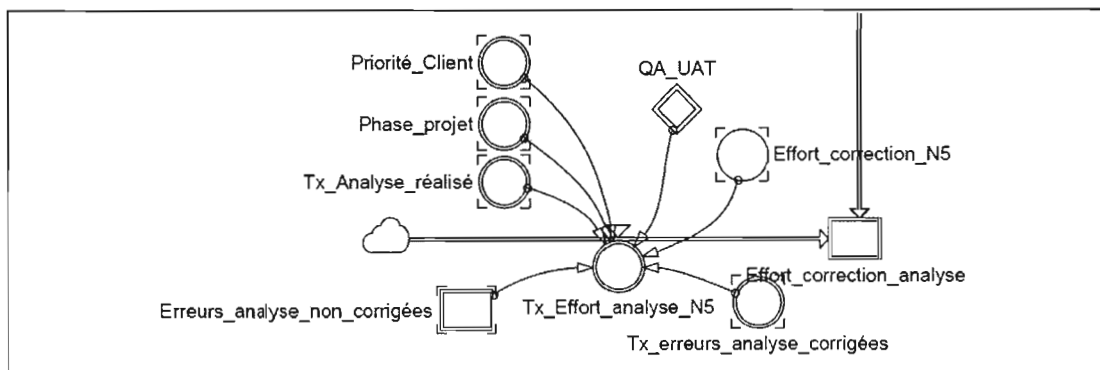 Priorité_Client
QA_UAT
Phase_projet
Effort_correction_N5
Tx_Analyse_réalisé
Effort_correction_analyse
Erreurs_analyse_non_corrigées
Tx_Effort_analyse_N5
Tx_erreurs_analyse_corrigées